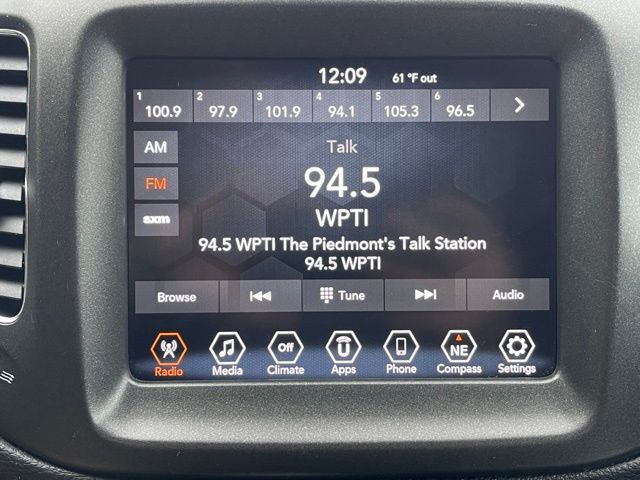 12:09 61 °F out
1 100.9 2 97.9 3 101.9 4 94.1 5 105.3 6 96.5
AM
FM
sxm
Talk
94.5
WPTI
94.5 WPTI The Piedmont's Talk Station
94.5 WPTI
Browse Tune Audio
Off NE
Radio Media Climate Apps Phone Compass Settings